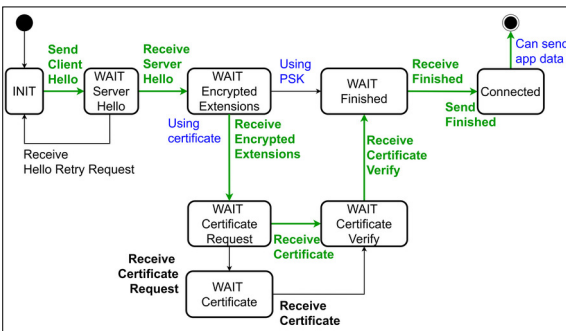 Send
Client
Hello
Receive
Server
Hello
Using
PSK
Receive
Finished
Can send
app data
INIT
WAIT
Server
Hello
WAIT
Encrypted
Extensions
WAIT
Finished
Connected
Send
Finished
Using
certificate
Receive
Encrypted
Extensions
Receive
Certificate
Verify
Receive
Hello Retry Request
WAIT
Certificate
Request
Receive
Certificate
WAIT
Certificate
Verify
Receive
Certificate
Request
WAIT
Certificate
Receive
Certificate